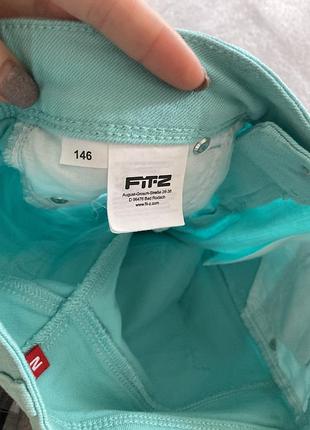 146
FIT-Z
August-Grosch-Straße 28-38
D 96476 Bad Rodach
www.fit-z.com
N